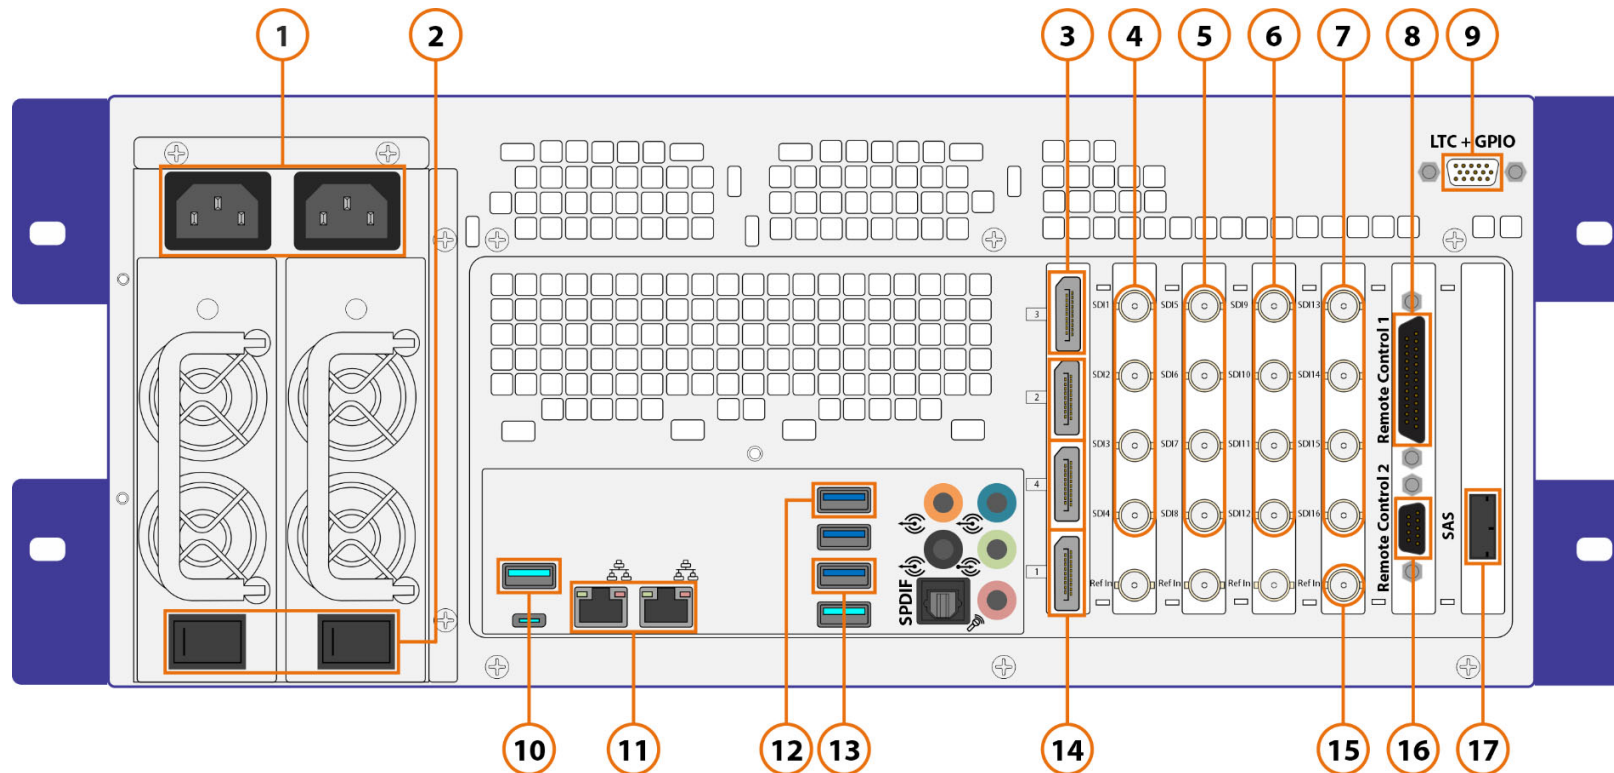 1 2 3 4 5 6 7 8 9
LTC + GPIO
3 SDI1 SDI5 SDI9 SDI13
Remote Control 1
2 SDI2 SDI6 SDI10 SDI14
SDI3 SDI7 SDI11 SDI15
4 SDI4 SDI8 SDI12 SDI16
Remote Control 2
SAS
1 Ref In Ref In Ref In Ref In
SPDIF
10 11 12 13 14 15 16 17